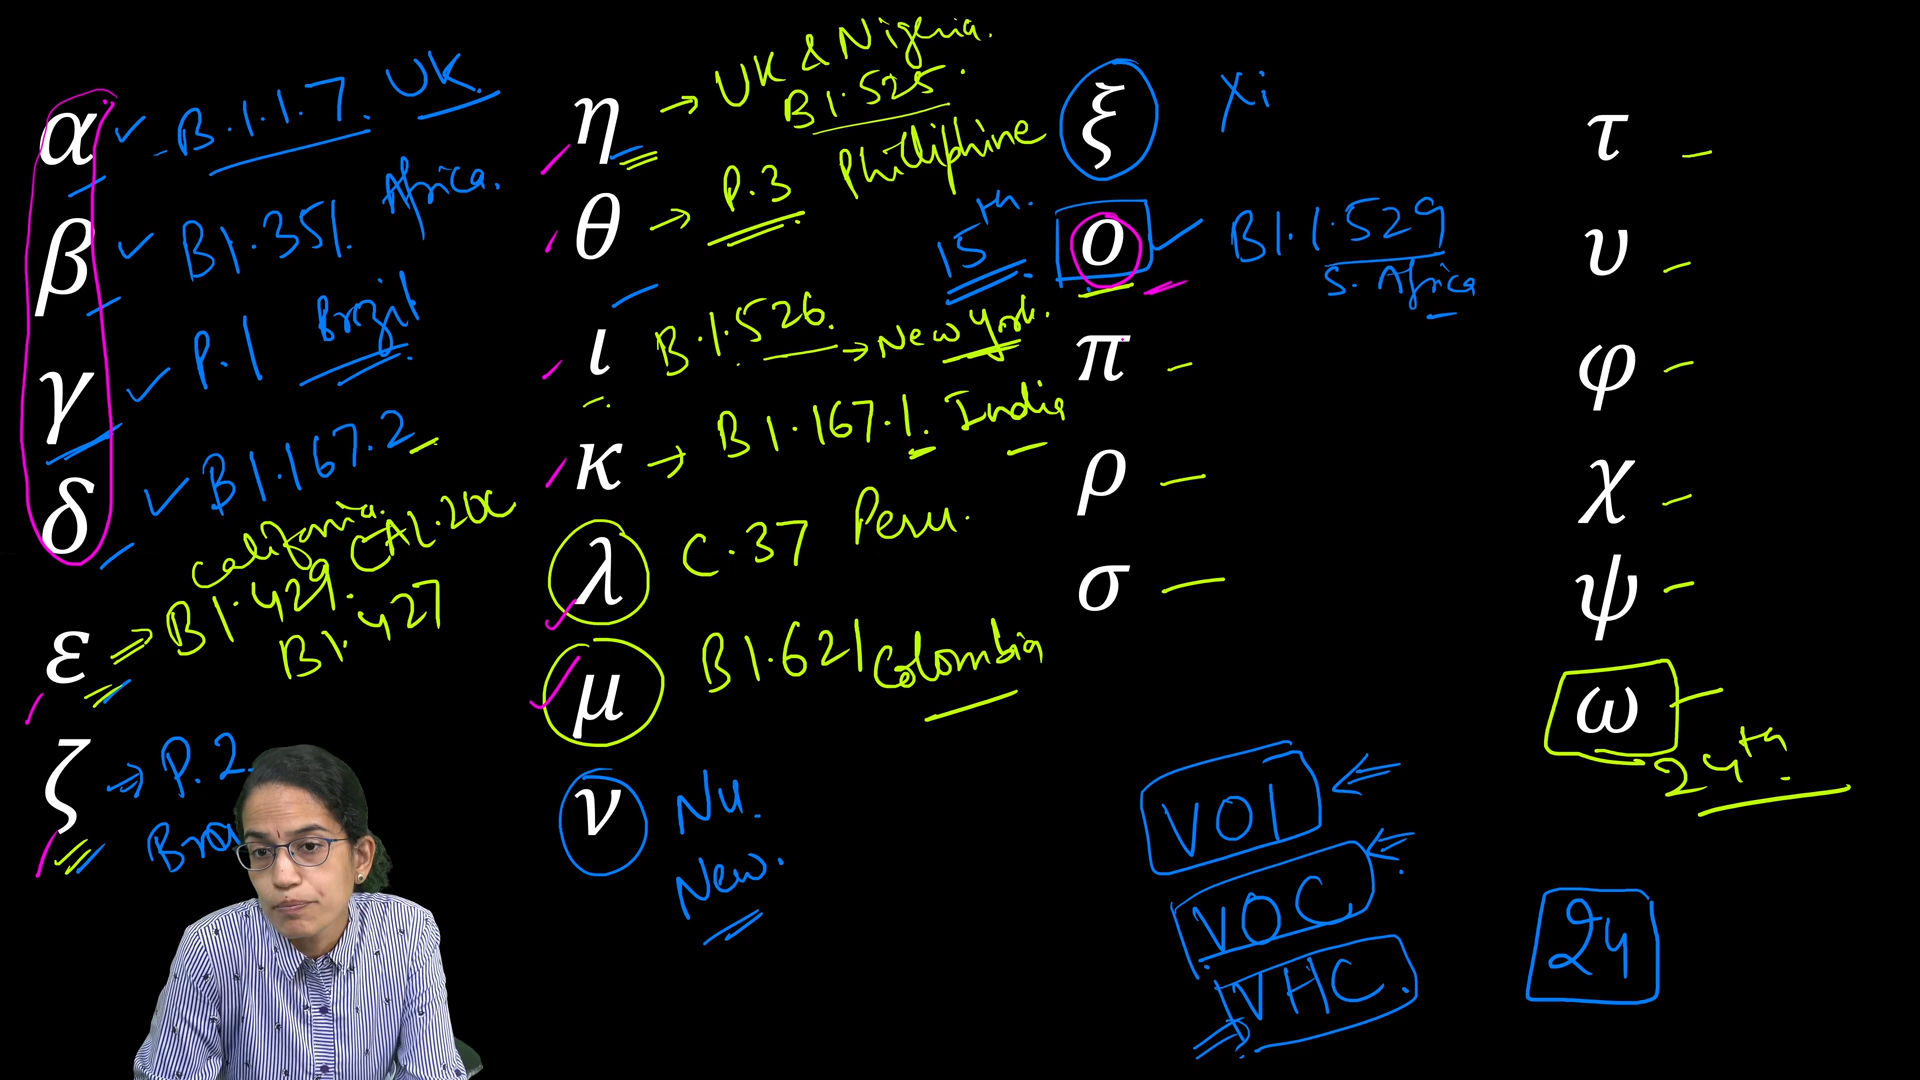 α B.1.1.7. UK.
β B1.351. Africa.
γ P.1 Brazil
δ B1.167.2
ε California. CAL.20C
B1.429.
B1.427
ζ P.2
η UK & Nigeria.
B1.525.
θ P.3 Philliphine
ι B.1.526. New York.
κ B1.167.1. India
λ C.37 Peru.
μ B1.621 Colombia
ν Nu.
New.
ξ Xi
15th.
ο B1.1.529
S. Africa
π
ρ
σ
τ
υ
φ
χ
ψ
ω
24th.
VOI
VOC
VHC.
24